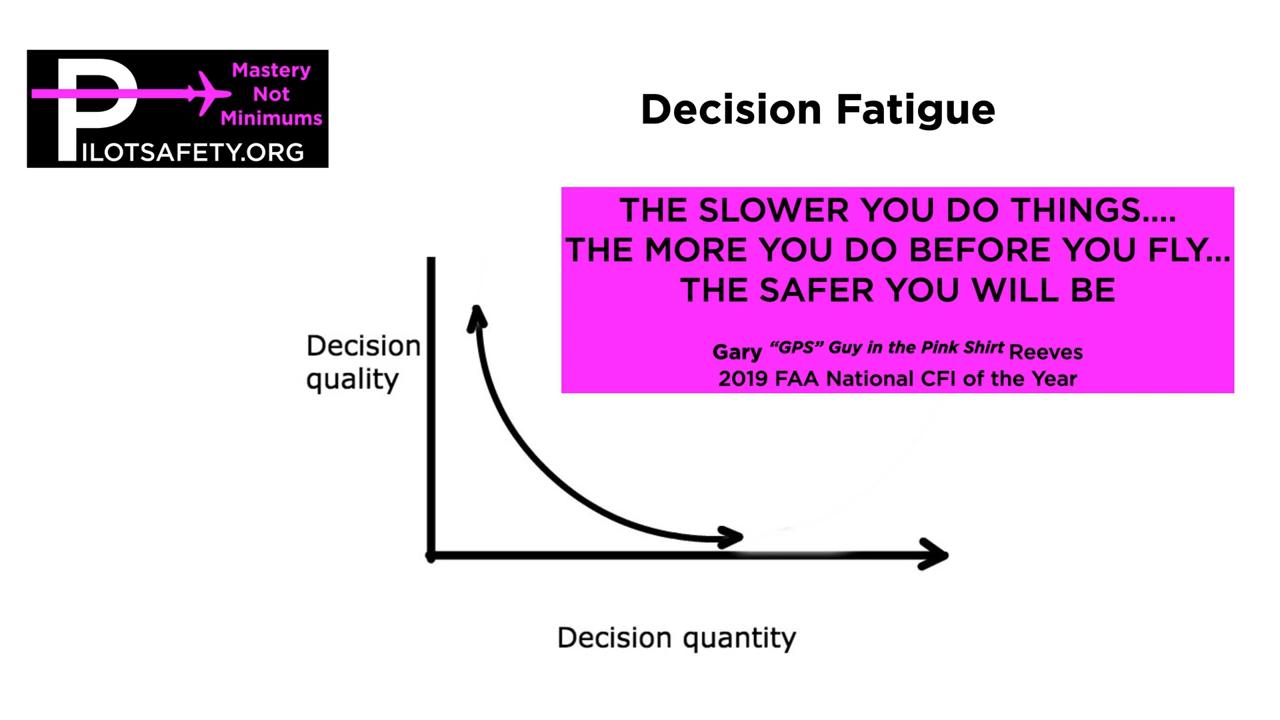 Mastery
Not
Minimums
PILOTSAFETY.ORG
Decision Fatigue
THE SLOWER YOU DO THINGS....
THE MORE YOU DO BEFORE YOU FLY...
THE SAFER YOU WILL BE
Gary “GPS” Guy in the Pink Shirt Reeves
2019 FAA National CFI of the Year
Decision
quality
Decision quantity